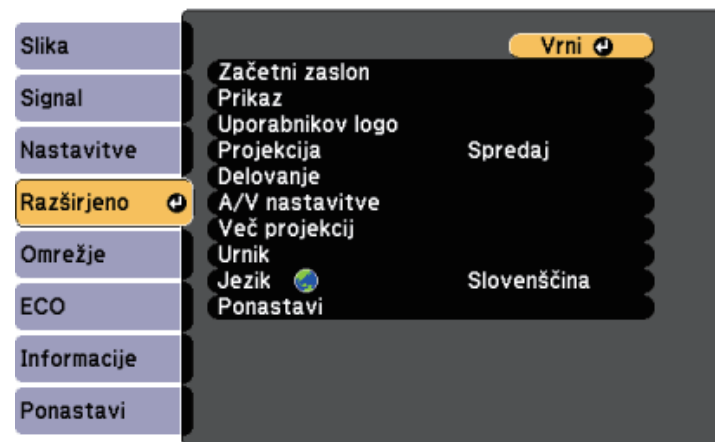 Slika
Signal
Nastavitve
Razširjeno
Omrežje
ECO
Informacije
Ponastavi
Vrni
Začetni zaslon
Prikaz
Uporabnikov logo
Projekcija Spredaj
Delovanje
A/V nastavitve
Več projekcij
Urnik
Jezik Slovenščina
Ponastavi